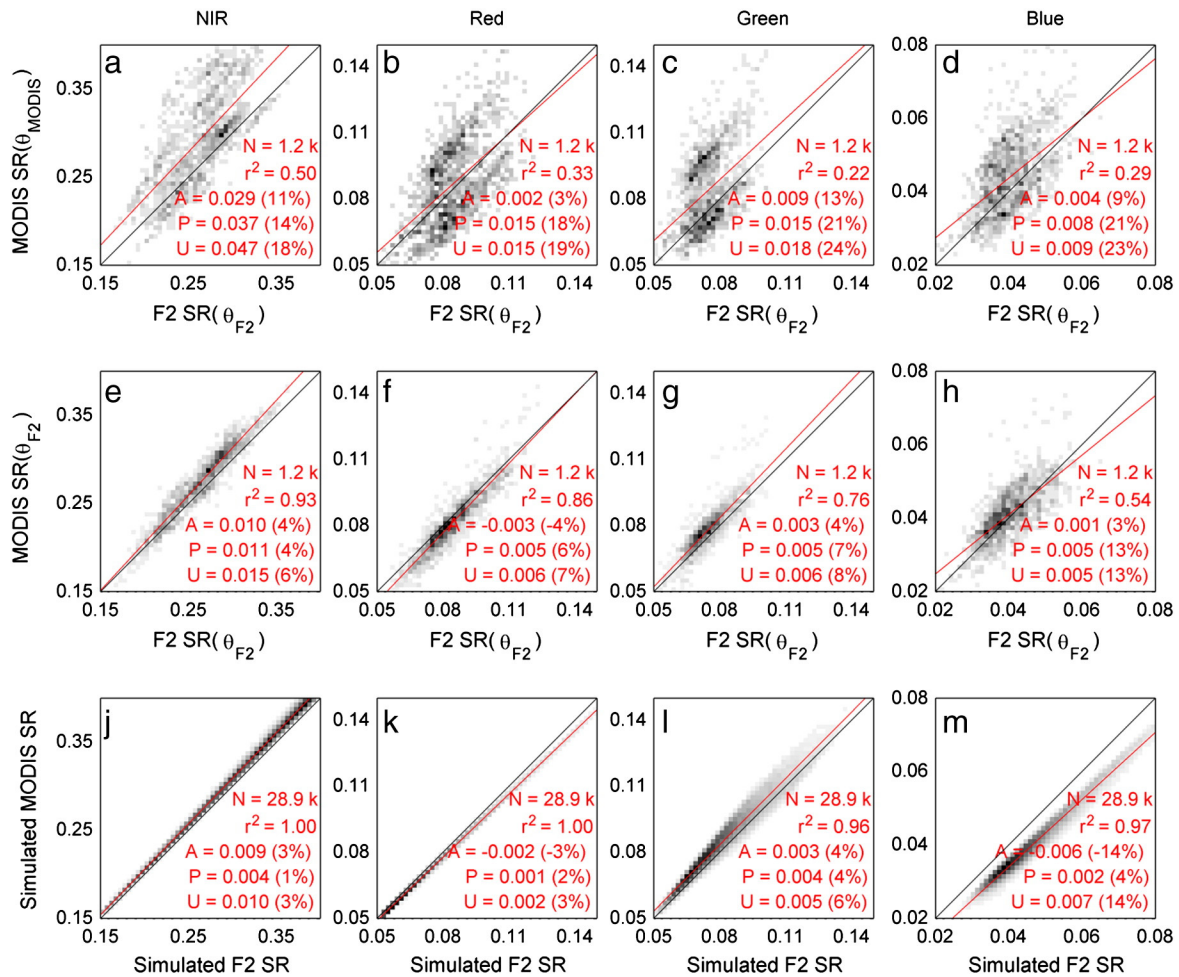 NIR Red Green Blue
MODIS SR(θMODIS)
a
0.35
0.25
0.15
N = 1.2 k
r² = 0.50
A = 0.029 (11%)
P = 0.037 (14%)
U = 0.047 (18%)
0.15 0.25 0.35
F2 SR(θF2)
b
0.14
0.11
0.08
0.05
N = 1.2 k
r² = 0.33
A = 0.002 (3%)
P = 0.015 (18%)
U = 0.015 (19%)
0.05 0.08 0.11 0.14
F2 SR(θF2)
c
0.14
0.11
0.08
0.05
N = 1.2 k
r² = 0.22
A = 0.009 (13%)
P = 0.015 (21%)
U = 0.018 (24%)
0.05 0.08 0.11 0.14
F2 SR(θF2)
d
0.08
0.06
0.04
0.02
N = 1.2 k
r² = 0.29
A = 0.004 (9%)
P = 0.008 (21%)
U = 0.009 (23%)
0.02 0.04 0.06 0.08
F2 SR(θF2)
MODIS SR(θF2)
e
0.35
0.25
0.15
N = 1.2 k
r² = 0.93
A = 0.010 (4%)
P = 0.011 (4%)
U = 0.015 (6%)
0.15 0.25 0.35
F2 SR(θF2)
f
0.14
0.11
0.08
0.05
N = 1.2 k
r² = 0.86
A = -0.003 (-4%)
P = 0.005 (6%)
U = 0.006 (7%)
0.05 0.08 0.11 0.14
F2 SR(θF2)
g
0.14
0.11
0.08
0.05
N = 1.2 k
r² = 0.76
A = 0.003 (4%)
P = 0.005 (7%)
U = 0.006 (8%)
0.05 0.08 0.11 0.14
F2 SR(θF2)
h
0.08
0.06
0.04
0.02
N = 1.2 k
r² = 0.54
A = 0.001 (3%)
P = 0.005 (13%)
U = 0.005 (13%)
0.02 0.04 0.06 0.08
F2 SR(θF2)
Simulated MODIS SR
j
0.35
0.25
0.15
N = 28.9 k
r² = 1.00
A = 0.009 (3%)
P = 0.004 (1%)
U = 0.010 (3%)
0.15 0.25 0.35
Simulated F2 SR
k
0.14
0.11
0.08
0.05
N = 28.9 k
r² = 1.00
A = -0.002 (-3%)
P = 0.001 (2%)
U = 0.002 (3%)
0.05 0.08 0.11 0.14
Simulated F2 SR
l
0.14
0.11
0.08
0.05
N = 28.9 k
r² = 0.96
A = 0.003 (4%)
P = 0.004 (4%)
U = 0.005 (6%)
0.05 0.08 0.11 0.14
Simulated F2 SR
m
0.08
0.06
0.04
0.02
N = 28.9 k
r² = 0.97
A = -0.006 (-14%)
P = 0.002 (4%)
U = 0.007 (14%)
0.02 0.04 0.06 0.08
Simulated F2 SR